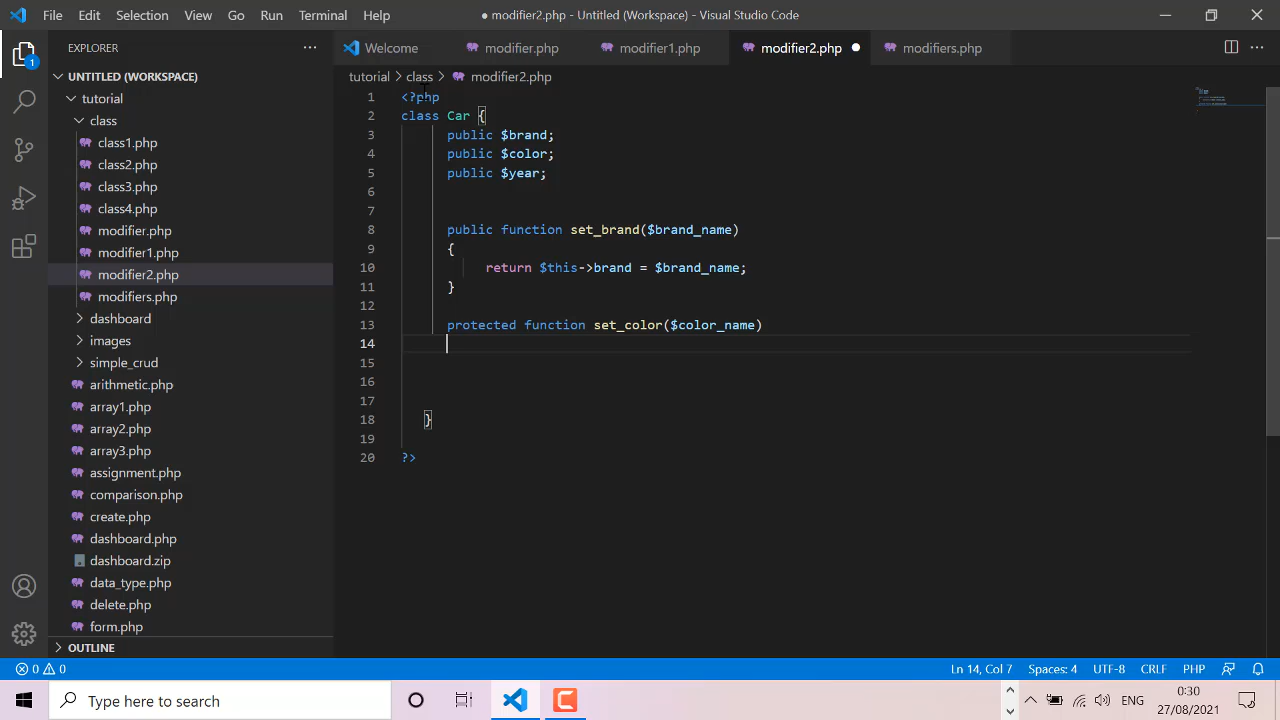 File Edit Selection View Go Run Terminal Help ● modifier2.php - Untitled (Workspace) - Visual Studio Code
EXPLORER
Welcome modifier.php modifier1.php modifier2.php modifiers.php
UNTITLED (WORKSPACE)
tutorial
class
class1.php
class2.php
class3.php
class4.php
modifier.php
modifier1.php
modifier2.php
modifiers.php
dashboard
images
simple_crud
arithmetic.php
array1.php
array2.php
array3.php
assignment.php
comparison.php
create.php
dashboard.php
dashboard.zip
data_type.php
delete.php
form.php
OUTLINE
1
tutorial > class > modifier2.php
1 <?php
2 class Car {
3 public $brand;
4 public $color;
5 public $year;
6
7
8 public function set_brand($brand_name)
9 {
10 return $this->brand = $brand_name;
11 }
12
13 protected function set_color($color_name)
14
15
16
17
18 }
19
20 ?>
0 0 Ln 14, Col 7 Spaces: 4 UTF-8 CRLF PHP
Type here to search
ENG
0:30
27/08/2021